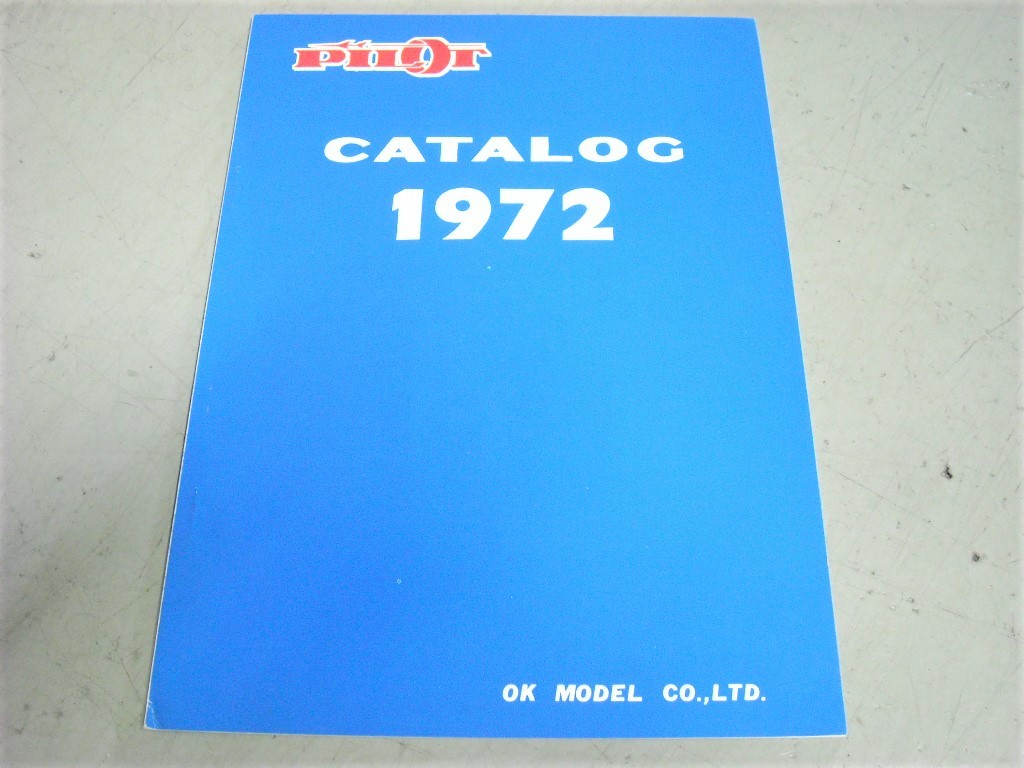 PILOT
CATALOG
1972
OK MODEL CO.,LTD.